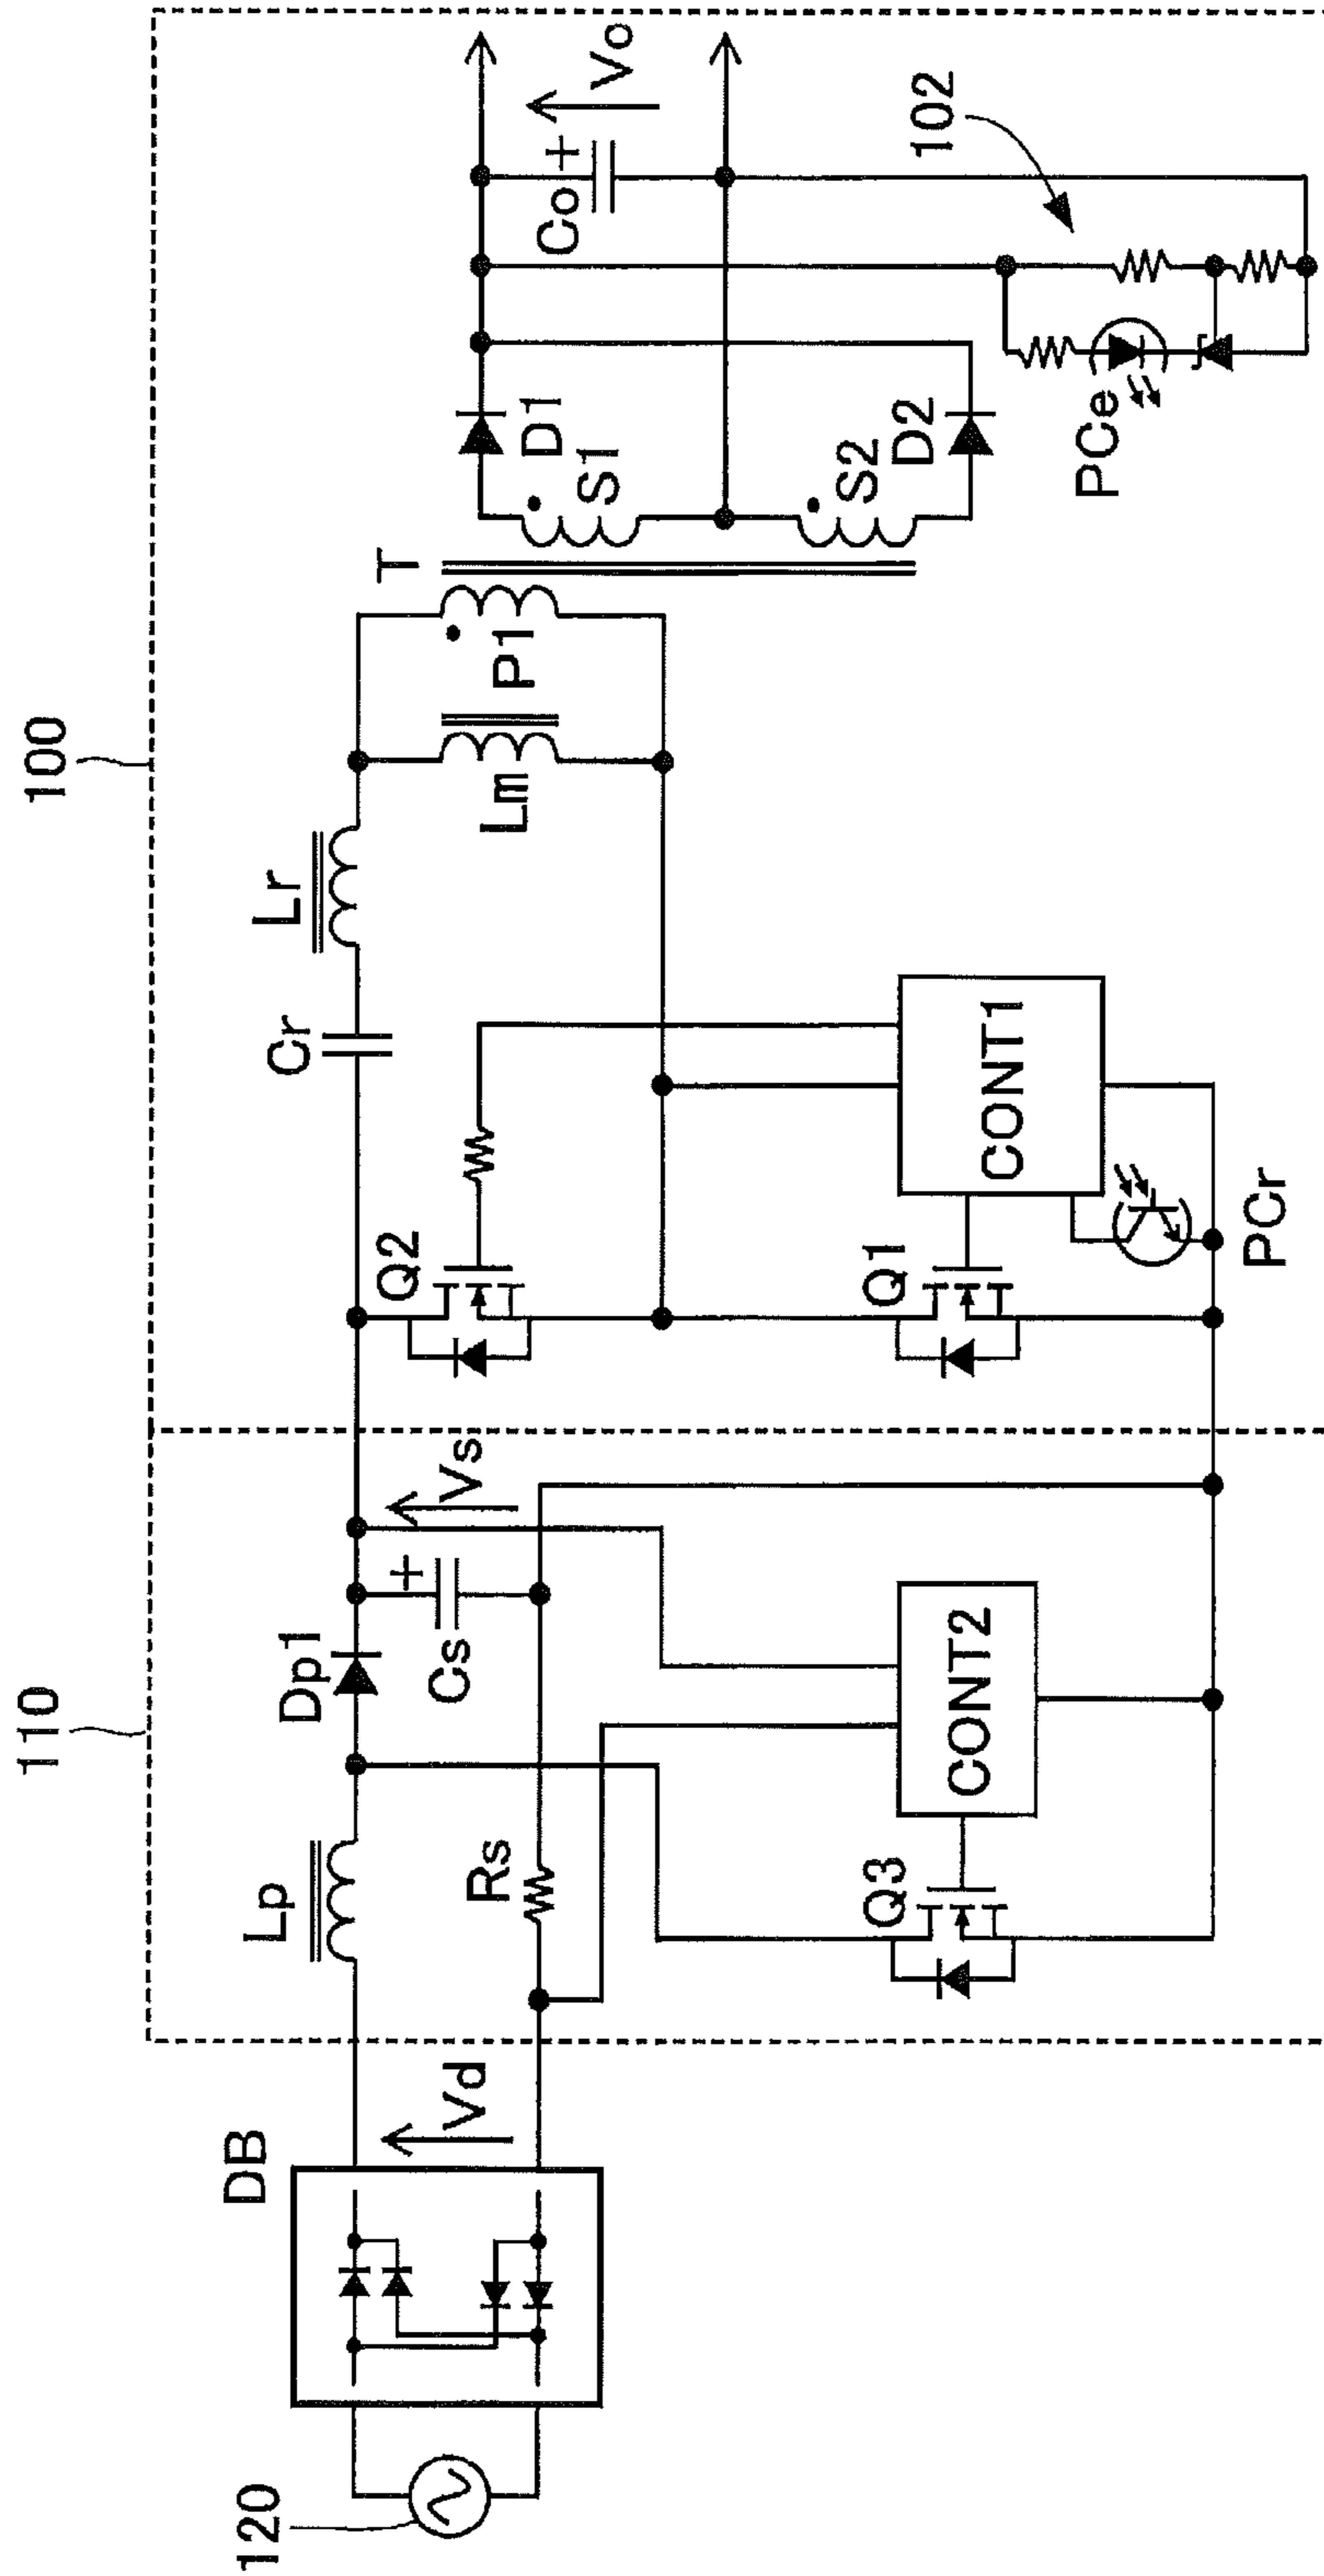 110
100
120
DB
Vd
Lp
Rs
Dp1
Cs
+
Vs
Q3
CONT2
Cr
Lr
Q2
Q1
CONT1
PCr
Lm
P1
T
S1
S2
D1
D2
Co
+
Vo
PCe
102